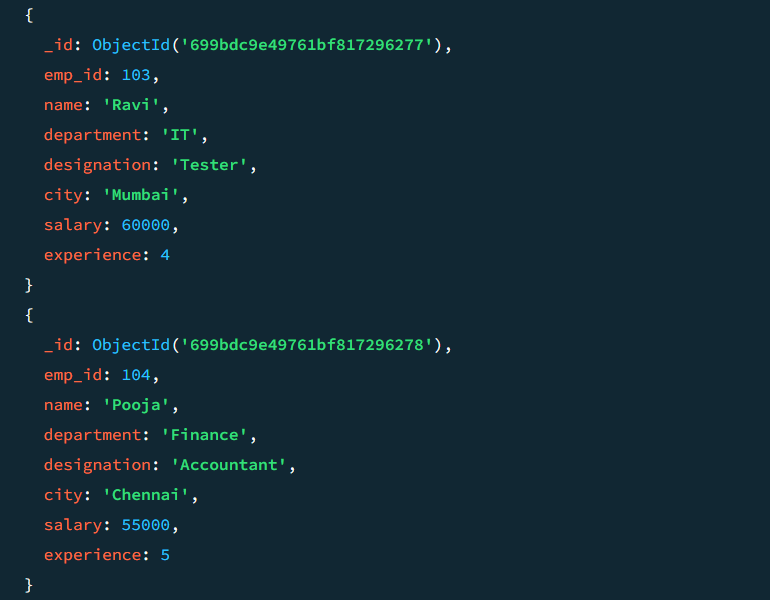 {
_id: ObjectId('699bdc9e49761bf817296277'),
emp_id: 103,
name: 'Ravi',
department: 'IT',
designation: 'Tester',
city: 'Mumbai',
salary: 60000,
experience: 4
}
{
_id: ObjectId('699bdc9e49761bf817296278'),
emp_id: 104,
name: 'Pooja',
department: 'Finance',
designation: 'Accountant',
city: 'Chennai',
salary: 55000,
experience: 5
}